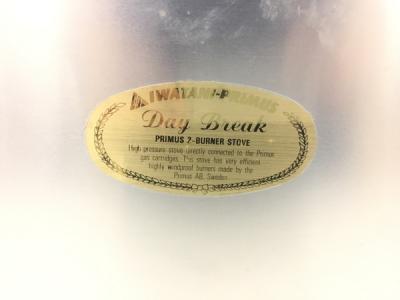 IWATANI-PRIMUS
Day Break
PRIMUS 2-BURNER STOVE
High pressure stove directly connected to the Primus
gas cartridges. This stove has very efficient
highly windproof burners made by the
Primus AB, Sweden.